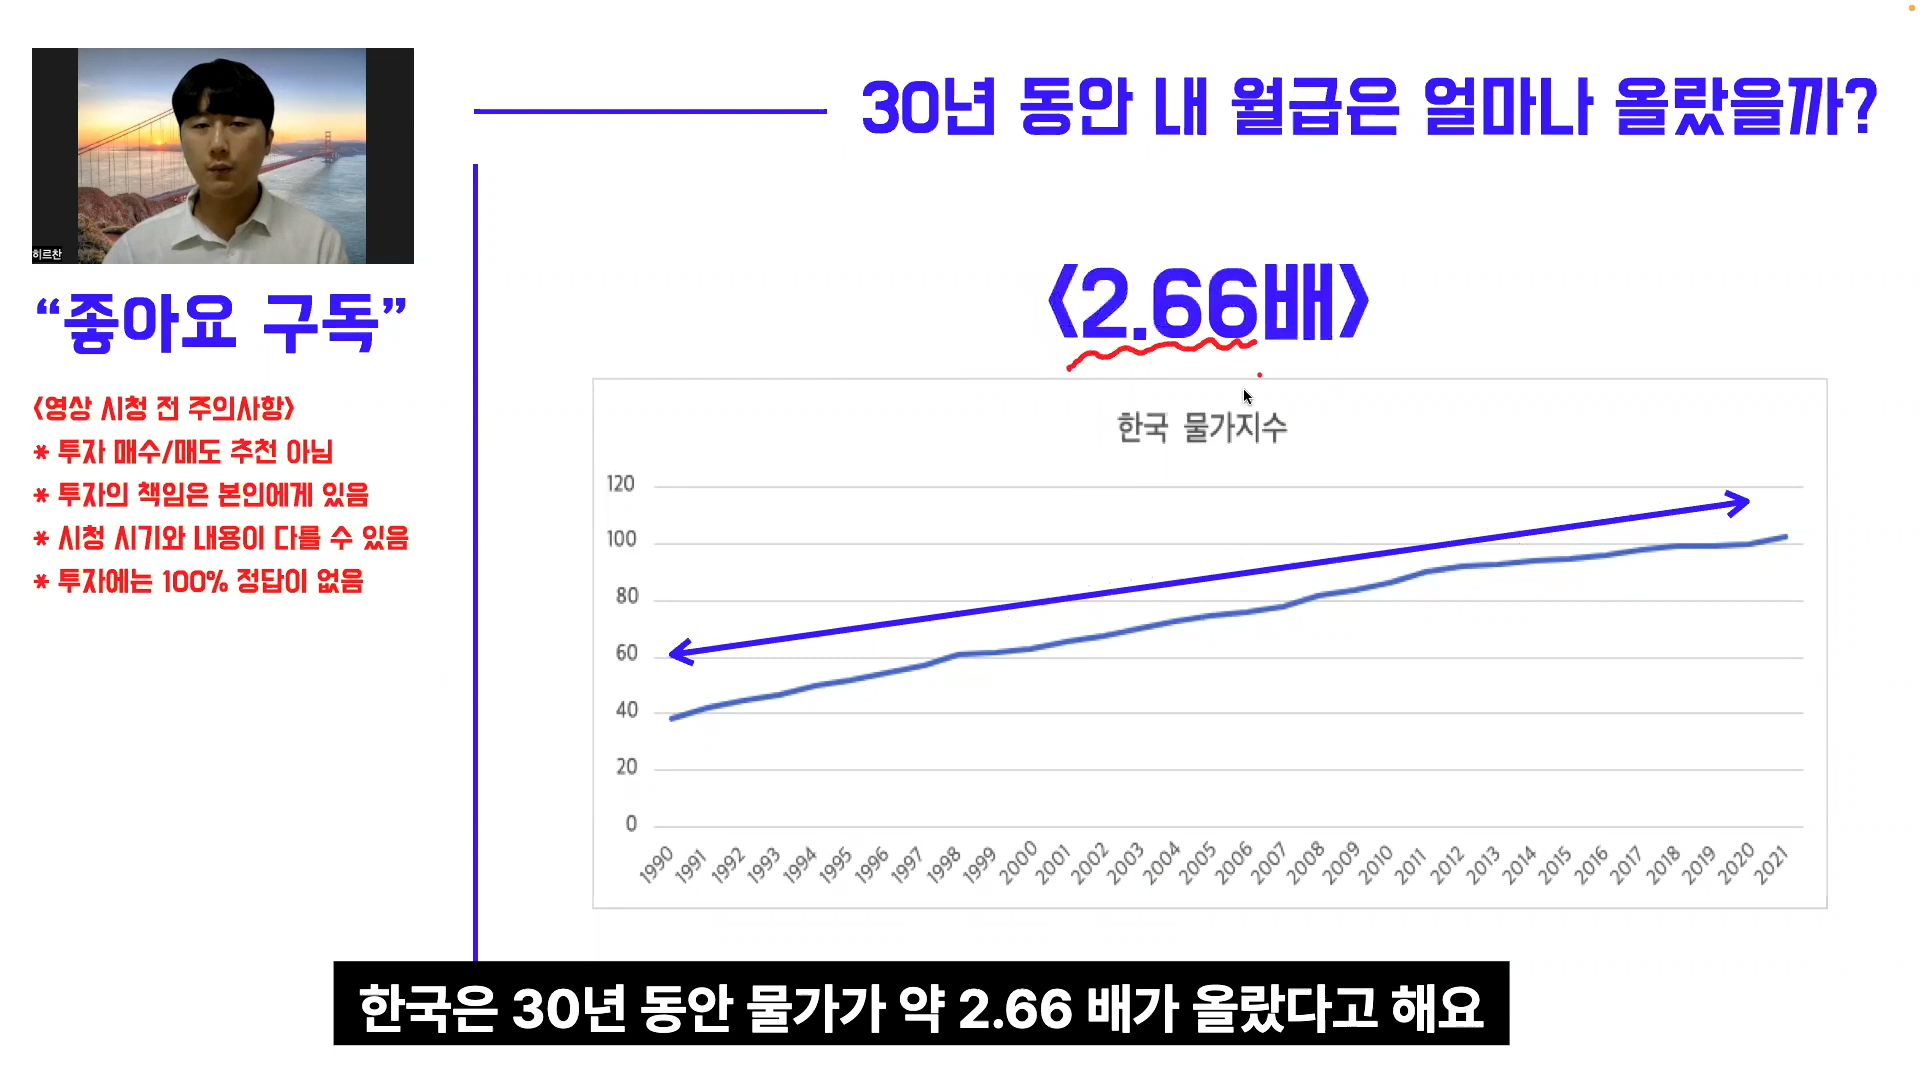 히르찬
“좋아요 구독”
<영상 시청 전 주의사항>
* 투자 매수/매도 추천 아님
* 투자의 책임은 본인에게 있음
* 시청 시기와 내용이 다를 수 있음
* 투자에는 100% 정답이 없음
30년 동안 내 월급은 얼마나 올랐을까?
<2.66배>
한국 물가지수
120
100
80
60
40
20
0
1990 1991 1992 1993 1994 1995 1996 1997 1998 1999 2000 2001 2002 2003 2004 2005 2006 2007 2008 2009 2010 2011 2012 2013 2014 2015 2016 2017 2018 2019 2020 2021
한국은 30년 동안 물가가 약 2.66 배가 올랐다고 해요